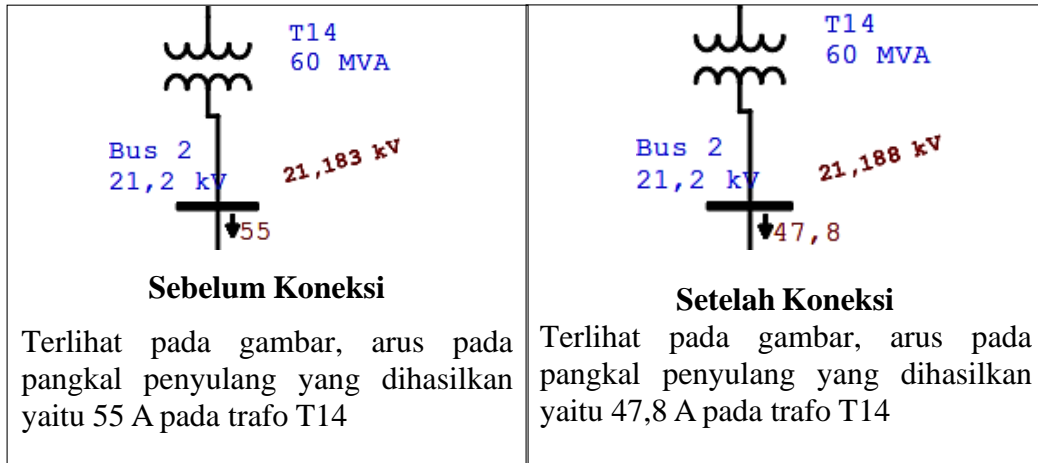 T14
60 MVA
Bus 2
21,2 kV
21,183 kV
55
Sebelum Koneksi
Terlihat pada gambar, arus pada
pangkal penyulang yang dihasilkan
yaitu 55 A pada trafo T14
T14
60 MVA
Bus 2
21,2 kV
21,188 kV
47,8
Setelah Koneksi
Terlihat pada gambar, arus pada
pangkal penyulang yang dihasilkan
yaitu 47,8 A pada trafo T14